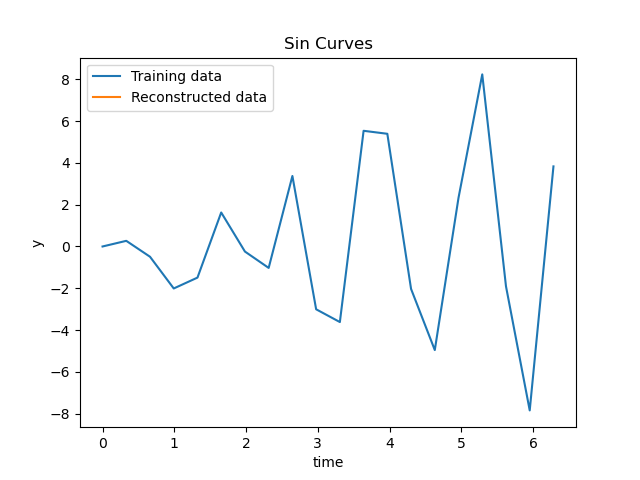 Sin Curves
Training data
Reconstructed data
8
6
4
2
0
−2
−4
−6
−8
y
0 1 2 3 4 5 6
time